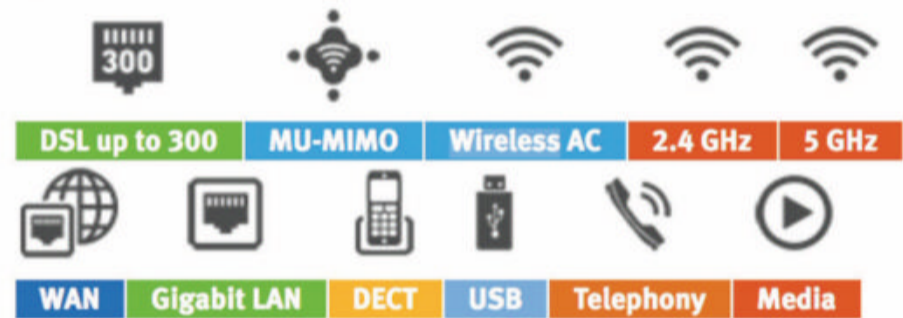 300
DSL up to 300 MU-MIMO Wireless AC 2.4 GHz 5 GHz
WAN Gigabit LAN DECT USB Telephony Media